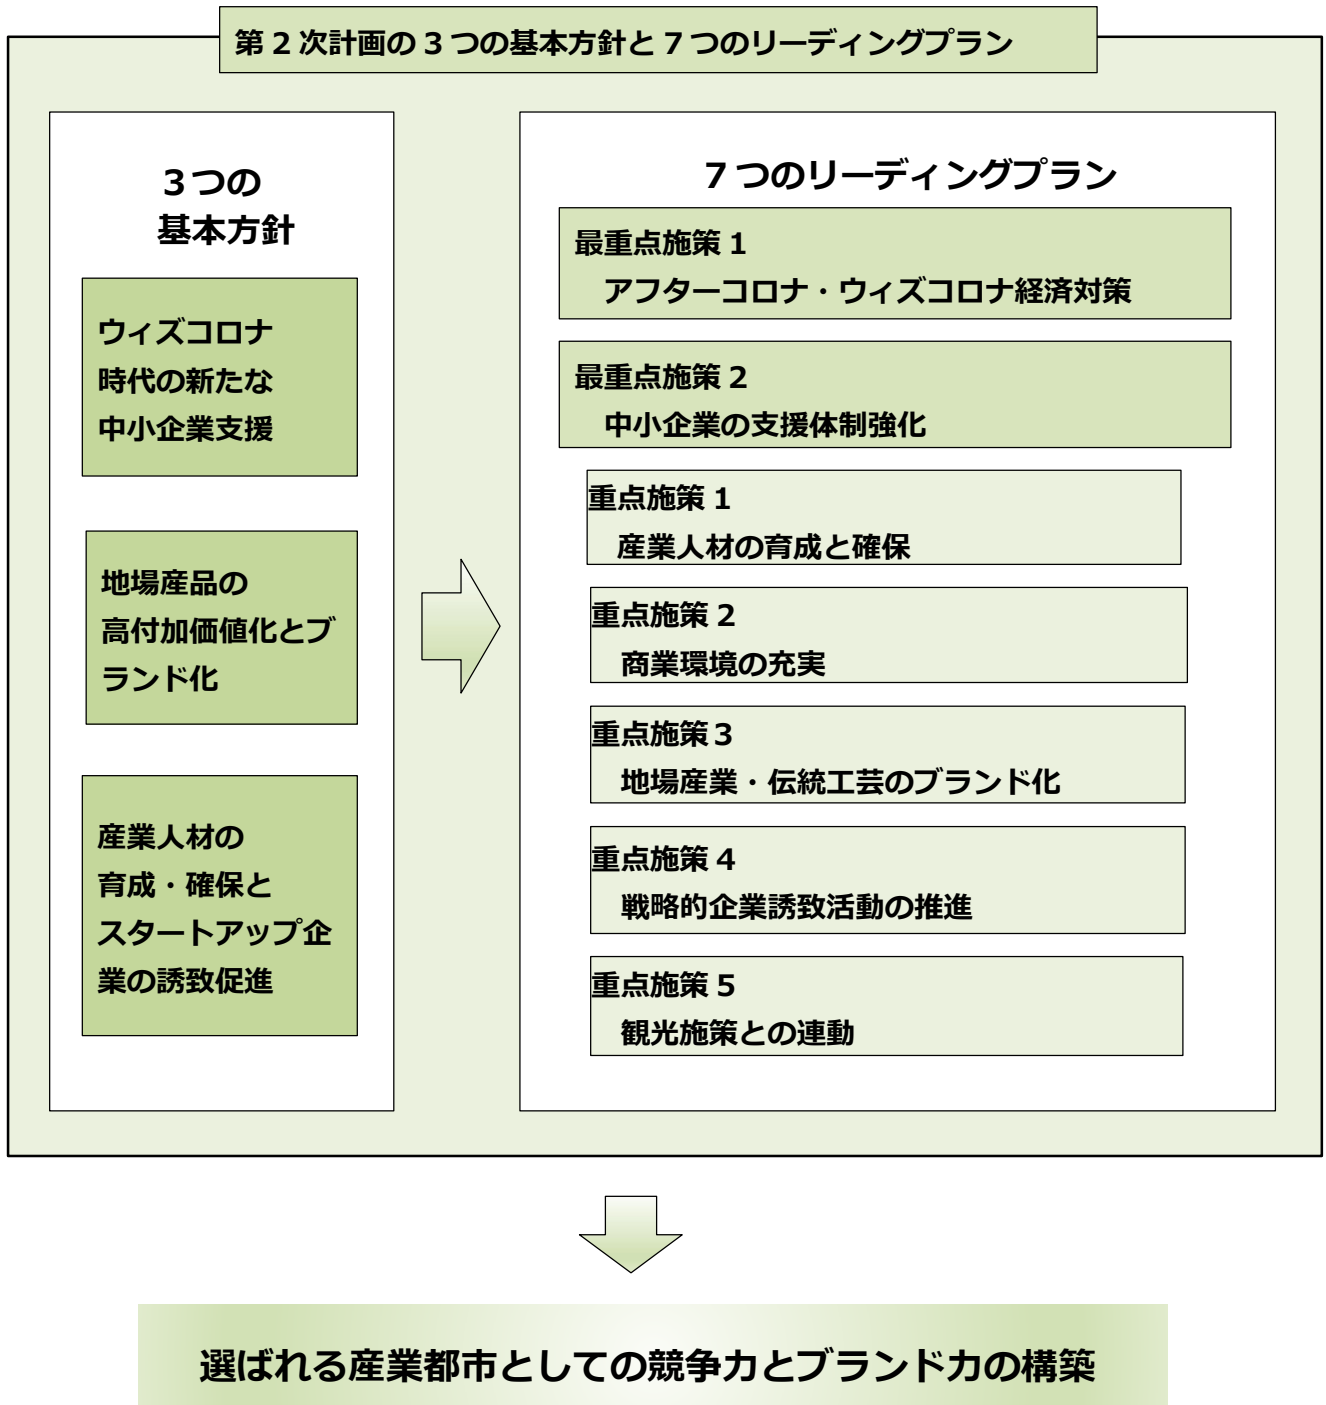 第２次計画の３つの基本方針と７つのリーディングプラン
３つの
基本方針
ウィズコロナ
時代の新たな
中小企業支援
地場産品の
高付加価値化とブ
ランド化
産業人材の
育成・確保と
スタートアップ企
業の誘致促進
７つのリーディングプラン
最重点施策１
アフターコロナ・ウィズコロナ経済対策
最重点施策２
中小企業の支援体制強化
重点施策１
産業人材の育成と確保
重点施策２
商業環境の充実
重点施策３
地場産業・伝統工芸のブランド化
重点施策４
戦略的企業誘致活動の推進
重点施策５
観光施策との連動
選ばれる産業都市としての競争力とブランド力の構築